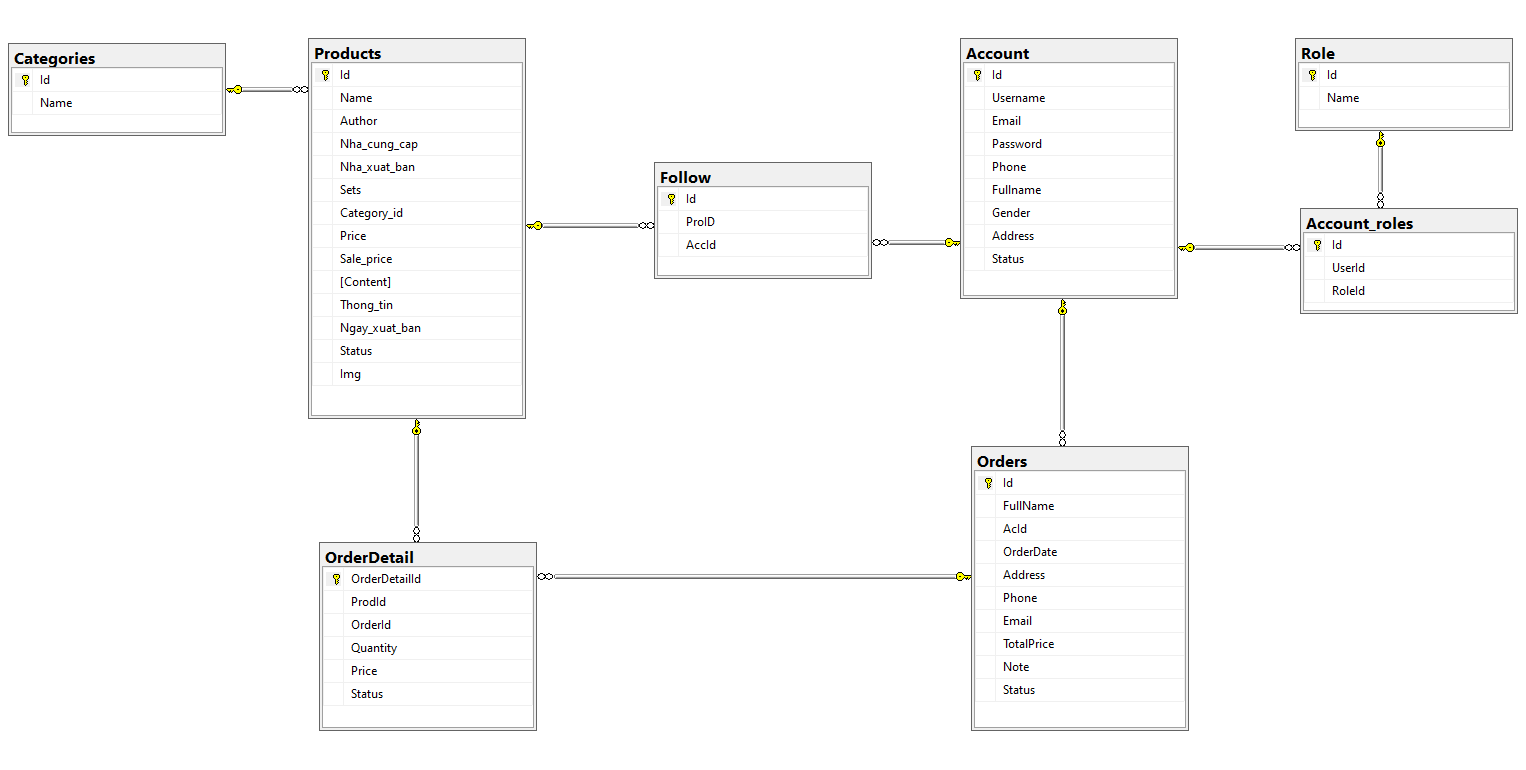 Categories
Id
Name
Products
Id
Name
Author
Nha_cung_cap
Nha_xuat_ban
Sets
Category_id
Price
Sale_price
[Content]
Thong_tin
Ngay_xuat_ban
Status
Img
Follow
Id
ProID
AccId
Account
Id
Username
Email
Password
Phone
Fullname
Gender
Address
Status
Role
Id
Name
Account_roles
Id
UserId
RoleId
OrderDetail
OrderDetailId
ProdId
OrderId
Quantity
Price
Status
Orders
Id
FullName
AcId
OrderDate
Address
Phone
Email
TotalPrice
Note
Status